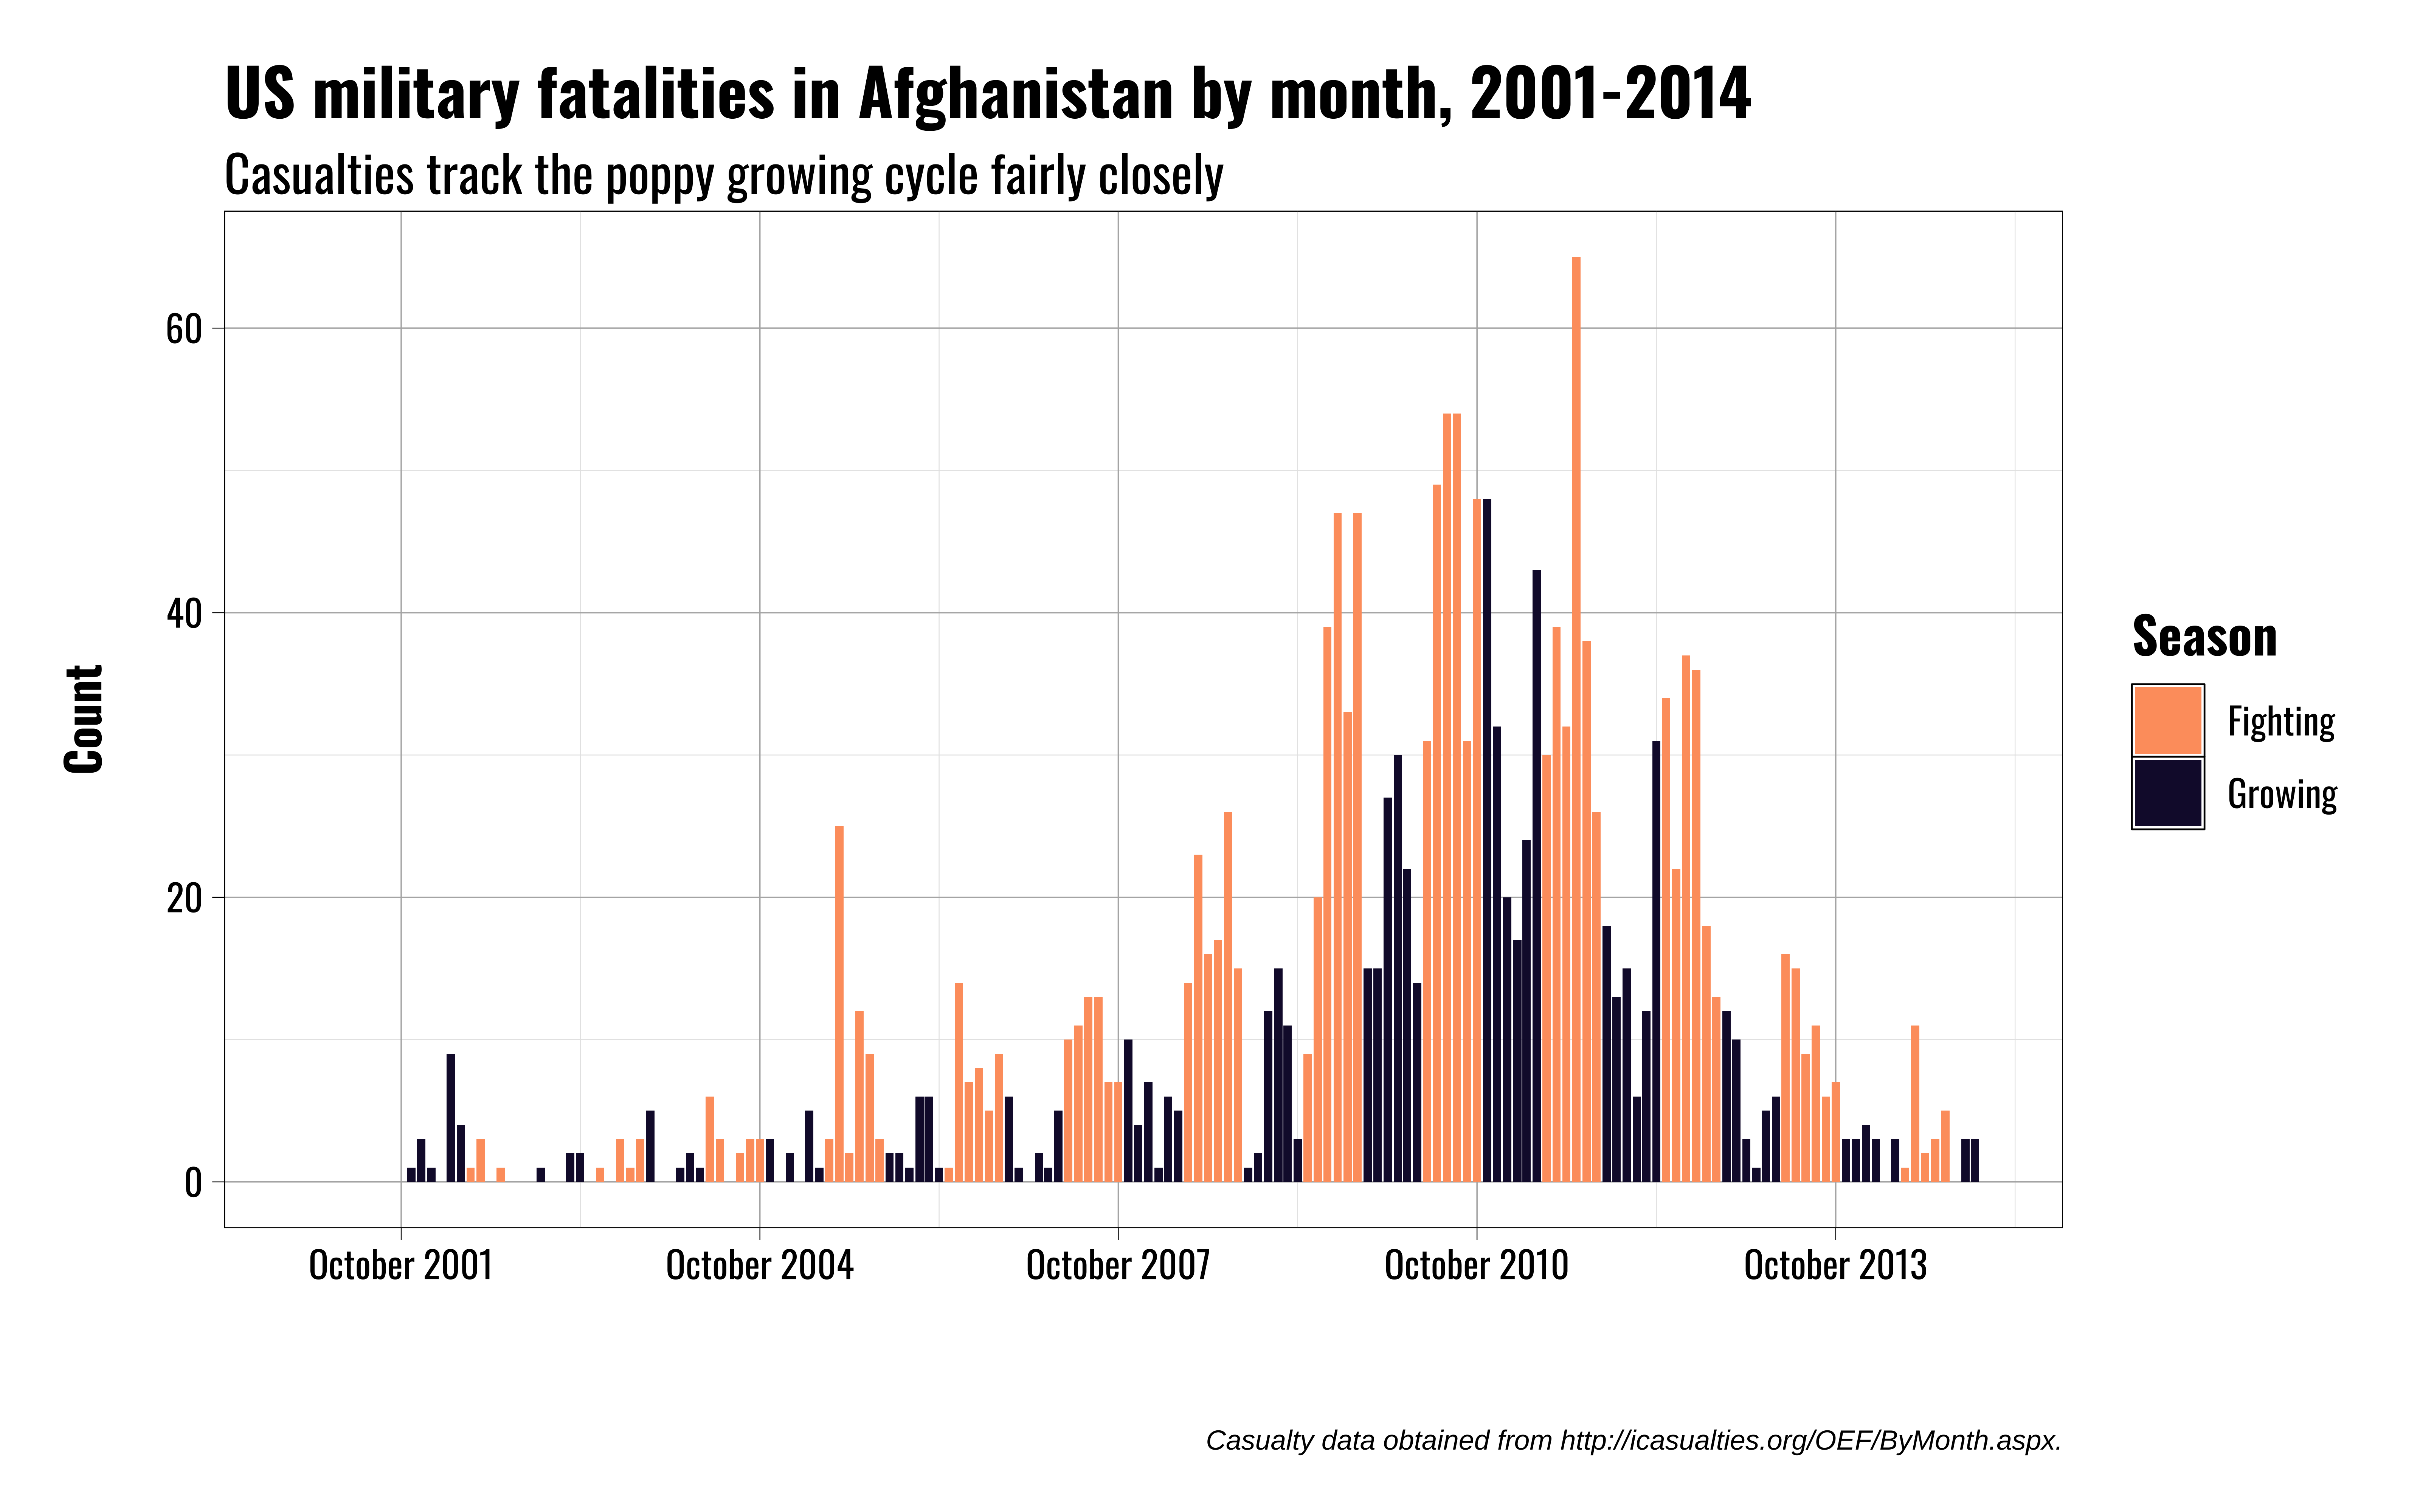 US military fatalities in Afghanistan by month, 2001-2014
Casualties track the poppy growing cycle fairly closely
Count
60
40
20
0
October 2001
October 2004
October 2007
October 2010
October 2013
Season
Fighting
Growing
Casualty data obtained from http://icasualties.org/OEF/ByMonth.aspx.